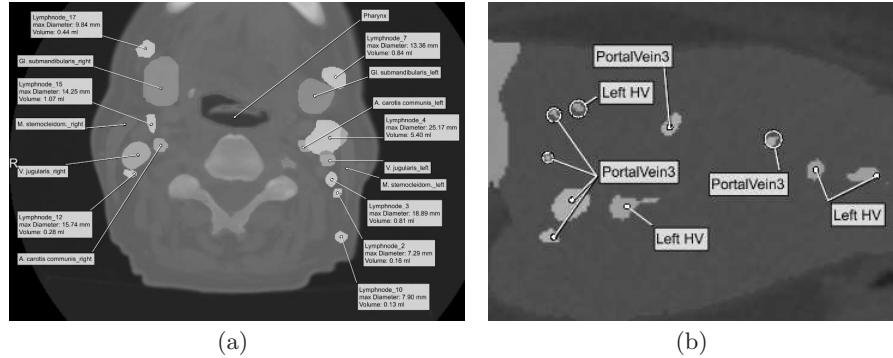 Lymphnode_17
max Diameter: 9.84 mm
Volume: 0.44 ml
Gl. submandibularis_right
Lymphnode_15
max Diameter: 14.25 mm
Volume: 1.07 ml
M. sternocleidom._right
R
V. jugularis_right
Lymphnode_12
max Diameter: 15.74 mm
Volume: 0.28 ml
A. carotis communis_right
Pharynx
Lymphnode_7
max Diameter: 13.36 mm
Volume: 0.84 ml
Gl. submandibularis_left
A. carotis communis_left
Lymphnode_4
max Diameter: 25.17 mm
Volume: 5.40 ml
V. jugularis_left
M. sternocleidom._left
Lymphnode_3
max Diameter: 18.89 mm
Volume: 0.81 ml
Lymphnode_2
max Diameter: 7.29 mm
Volume: 0.16 ml
Lymphnode_10
max Diameter: 7.90 mm
Volume: 0.13 ml
(a)
PortalVein3
Left HV
PortalVein3
PortalVein3
Left HV
Left HV
(b)